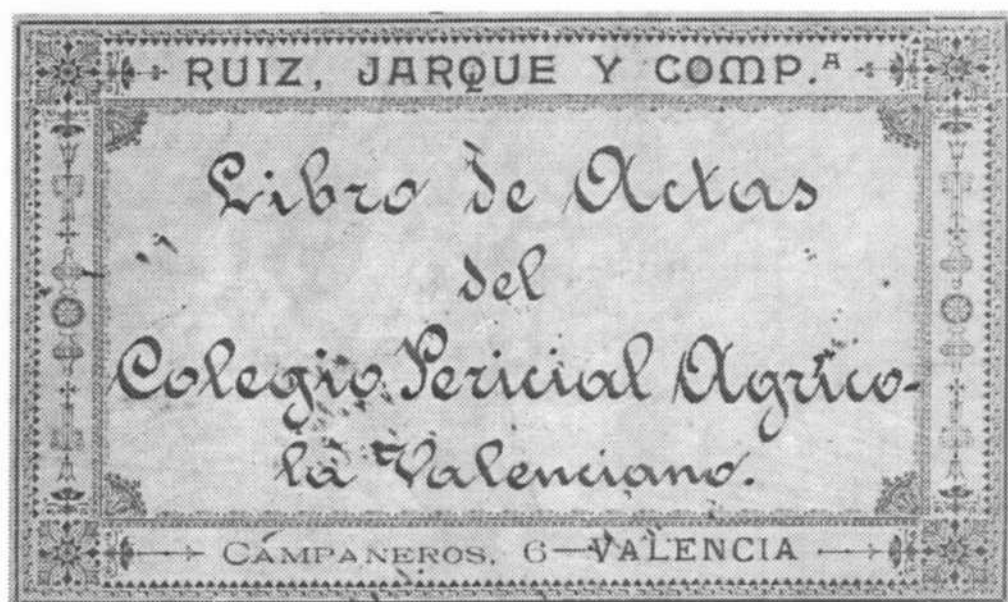 RUIZ, JARQUE Y COMP.ᴬ
Libro de Actas
del
Colegio Pericial Agríco-
la Valenciano.
CAMPANEROS, 6—VALENCIA